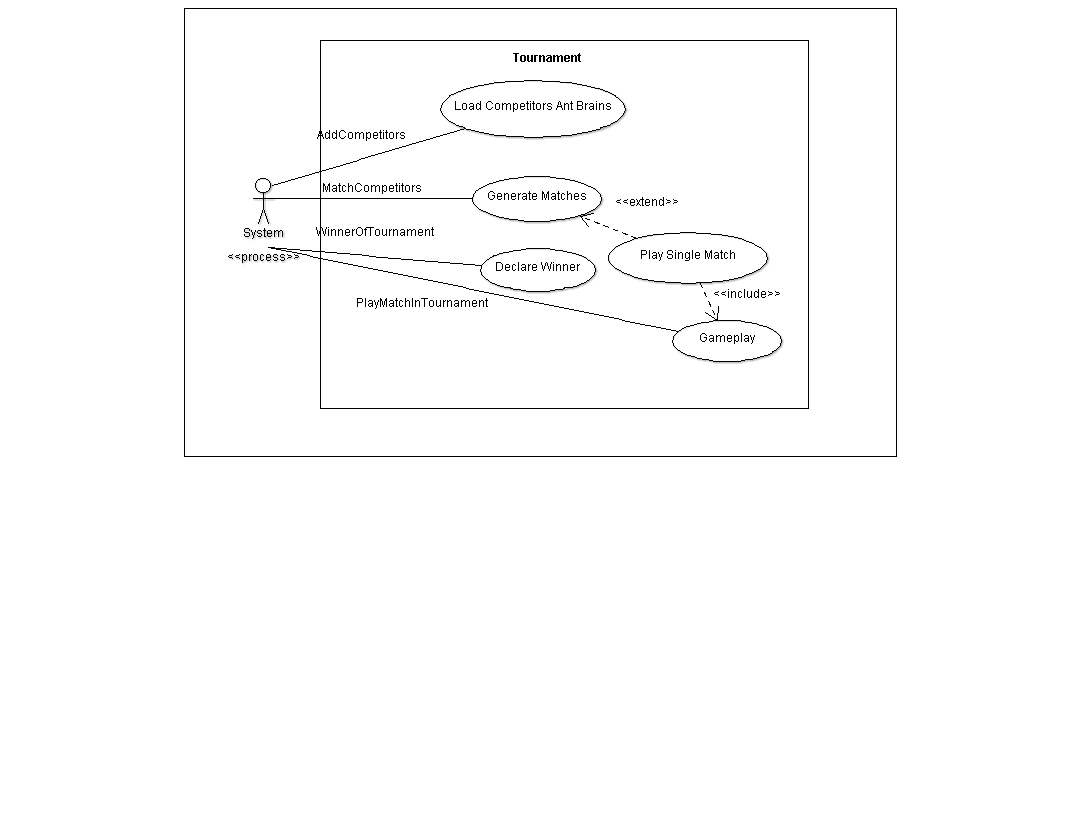 Tournament
Load Competitors Ant Brains
AddCompetitors
MatchCompetitors
Generate Matches
<<extend>>
System
WinnerOfTournament
<<process>>
Play Single Match
Declare Winner
<<include>>
PlayMatchInTournament
Gameplay